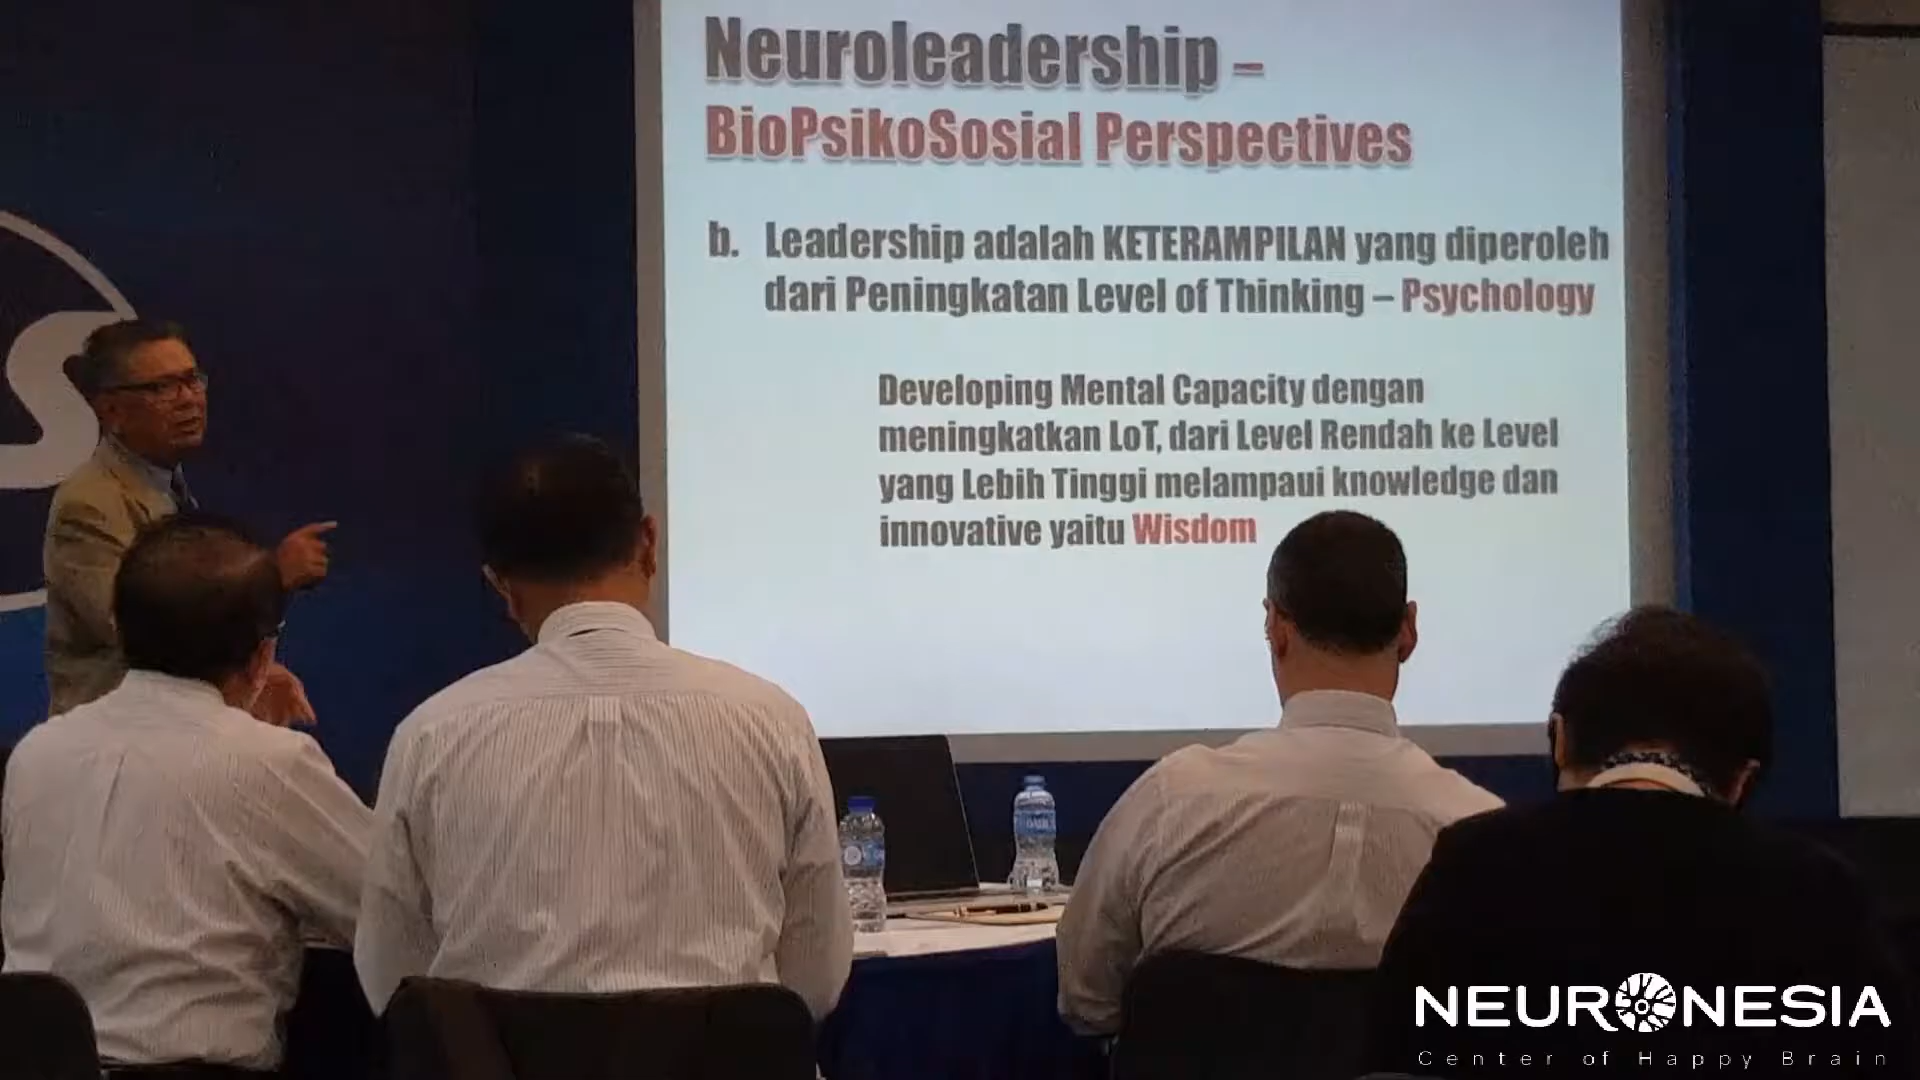 Neuroleadership –
BioPsikoSosial Perspectives
b. Leadership adalah KETERAMPILAN yang diperoleh
dari Peningkatan Level of Thinking – Psychology
Developing Mental Capacity dengan
meningkatkan LoT, dari Level Rendah ke Level
yang Lebih Tinggi melampaui knowledge dan
innovative yaitu Wisdom
S
NEURONESIA
Center of Happy Brain